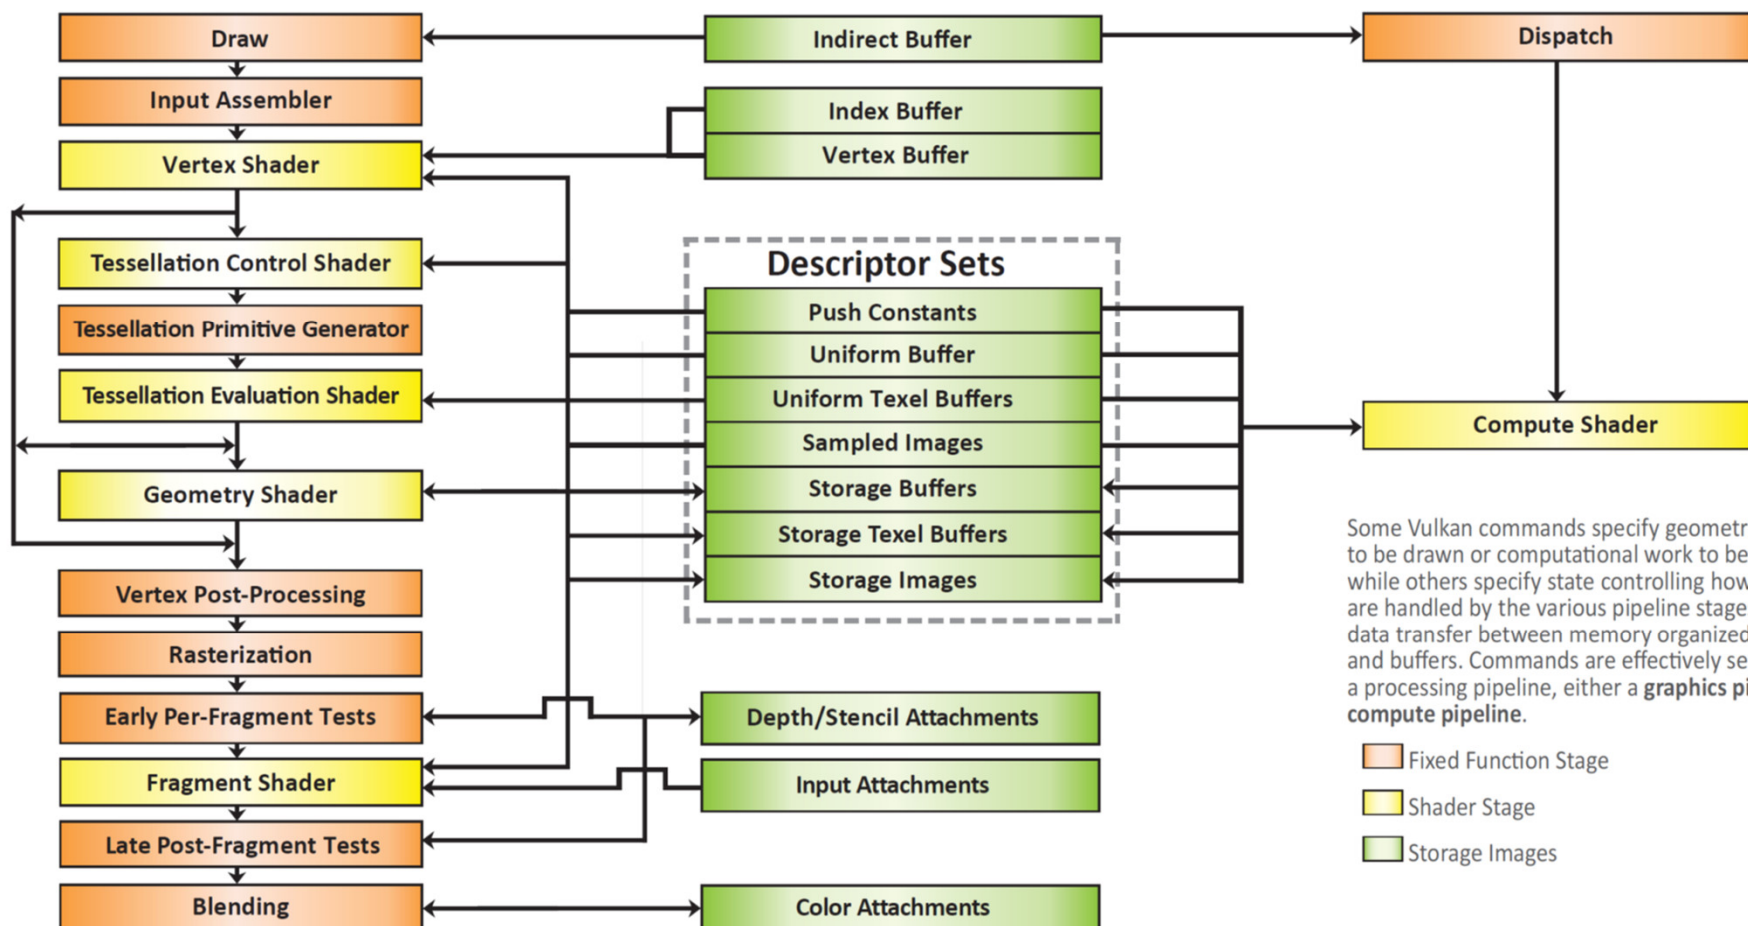 Draw
Input Assembler
Vertex Shader
Tessellation Control Shader
Tessellation Primitive Generator
Tessellation Evaluation Shader
Geometry Shader
Vertex Post-Processing
Rasterization
Early Per-Fragment Tests
Fragment Shader
Late Post-Fragment Tests
Blending
Indirect Buffer
Index Buffer
Vertex Buffer
Descriptor Sets
Push Constants
Uniform Buffer
Uniform Texel Buffers
Sampled Images
Storage Buffers
Storage Texel Buffers
Storage Images
Depth/Stencil Attachments
Input Attachments
Color Attachments
Dispatch
Compute Shader
Some Vulkan commands specify
to be drawn or computational work to be
while others specify state controlling how
are handled by the various pipeline
data transfer between memory organized
and buffers. Commands are effectively
a processing pipeline, either a graphics
compute pipeline.
Fixed Function Stage
Shader Stage
Storage Images